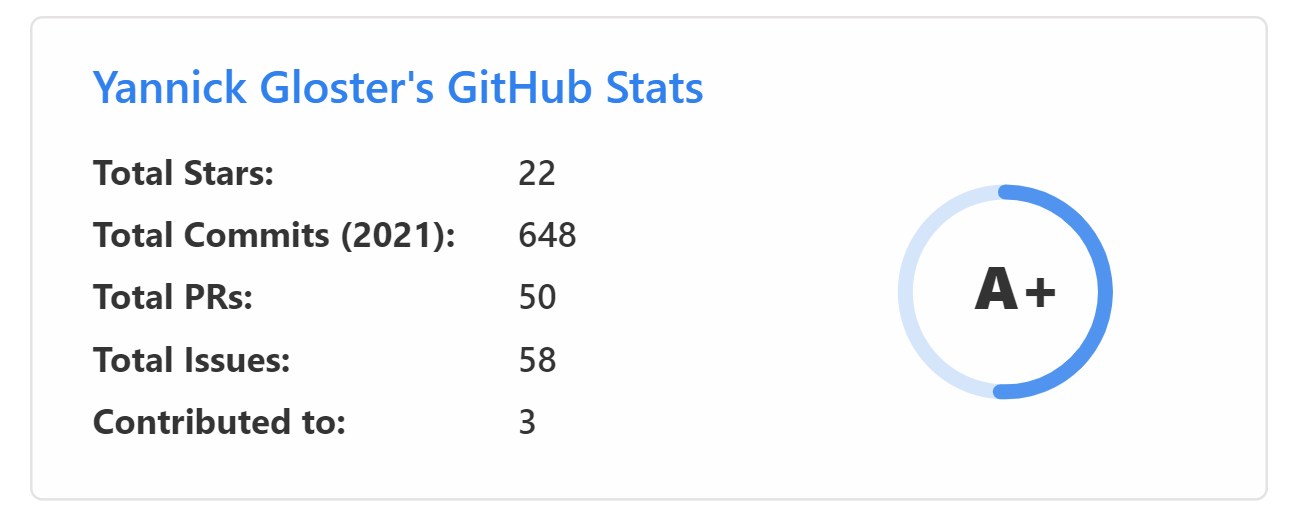 Yannick Gloster's GitHub Stats
Total Stars: 22
Total Commits (2021): 648
Total PRs: 50
Total Issues: 58
Contributed to: 3
A+